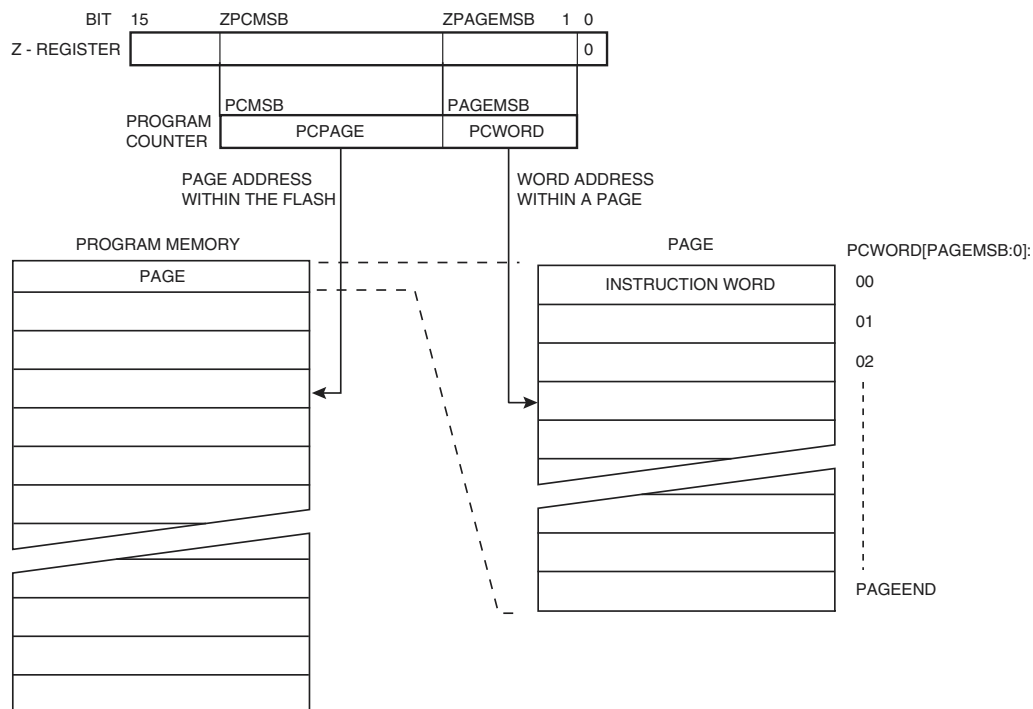 BIT 15 ZPCMSB ZPAGEMSB 1 0
Z - REGISTER 0
PCMSB PAGEMSB
PROGRAM
COUNTER
PCPAGE PCWORD
PAGE ADDRESS
WITHIN THE FLASH
WORD ADDRESS
WITHIN A PAGE
PROGRAM MEMORY
PAGE
PAGE
PCWORD[PAGEMSB:0]:
INSTRUCTION WORD 00
01
02
PAGEEND